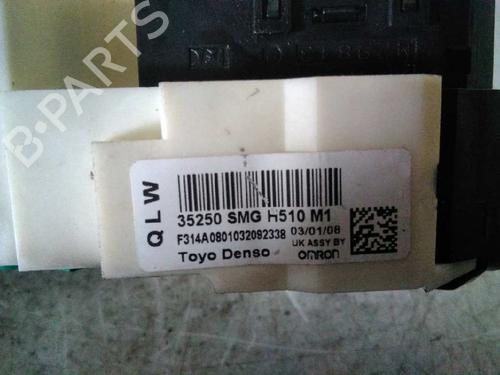 B-PARTS
QLW
35250 SMG H510 M1
F314A0801032092338
03/01/08
UK ASSY BY
Toyo Denso
OMRON